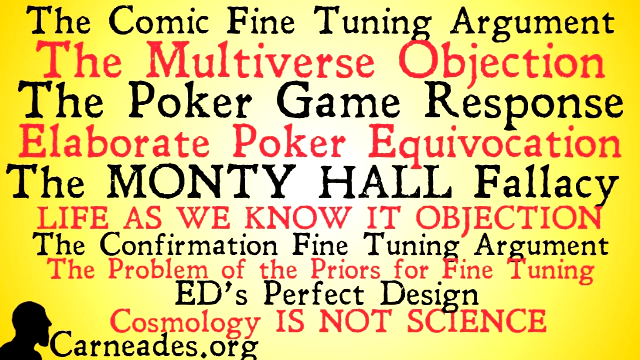 The Comic Fine Tuning Argument
The Multiverse Objection
The Poker Game Response
Elaborate Poker Equivocation
The MONTY HALL Fallacy
LIFE AS WE KNOW IT OBJECTION
The Confirmation Fine Tuning Argument
The Problem of the Priors for Fine Tuning
ED's Perfect Design
Cosmology IS NOT SCIENCE
Carneades.org